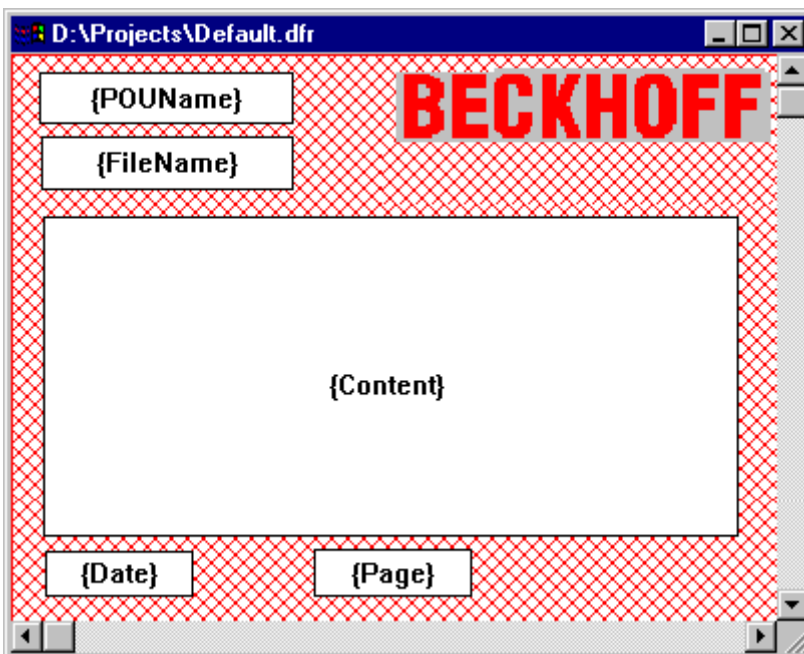 D:\Projects\Default.dfr
{POUName}
BECKHOFF
{FileName}
{Content}
{Date}
{Page}